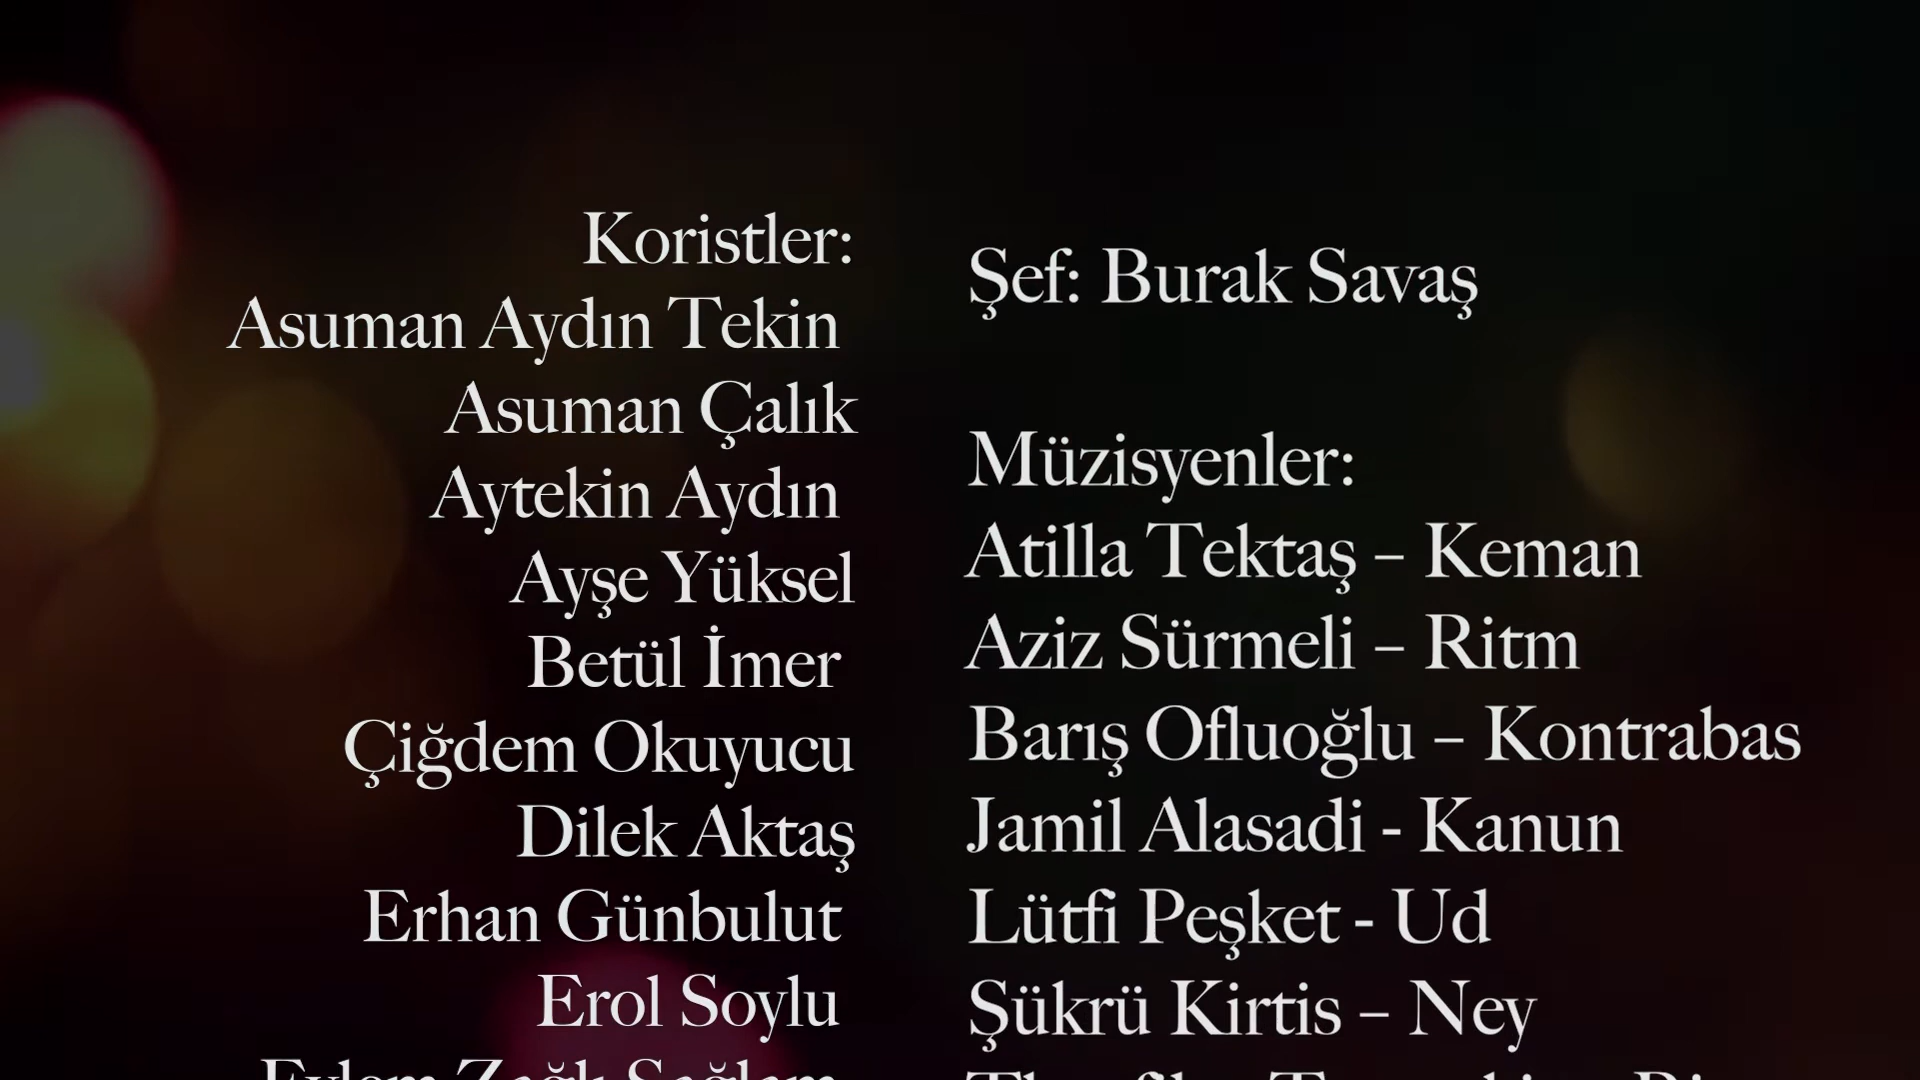 Koristler:
Asuman Aydın Tekin
Asuman Çalık
Aytekin Aydın
Ayşe Yüksel
Betül İmer
Çiğdem Okuyucu
Dilek Aktaş
Erhan Günbulut
Erol Soylu
Şef: Burak Savaş
Müzisyenler:
Atilla Tektaş – Keman
Aziz Sürmeli – Ritm
Barış Ofluoğlu – Kontrabas
Jamil Alasadi - Kanun
Lütfi Peşket - Ud
Şükrü Kirtis – Ney